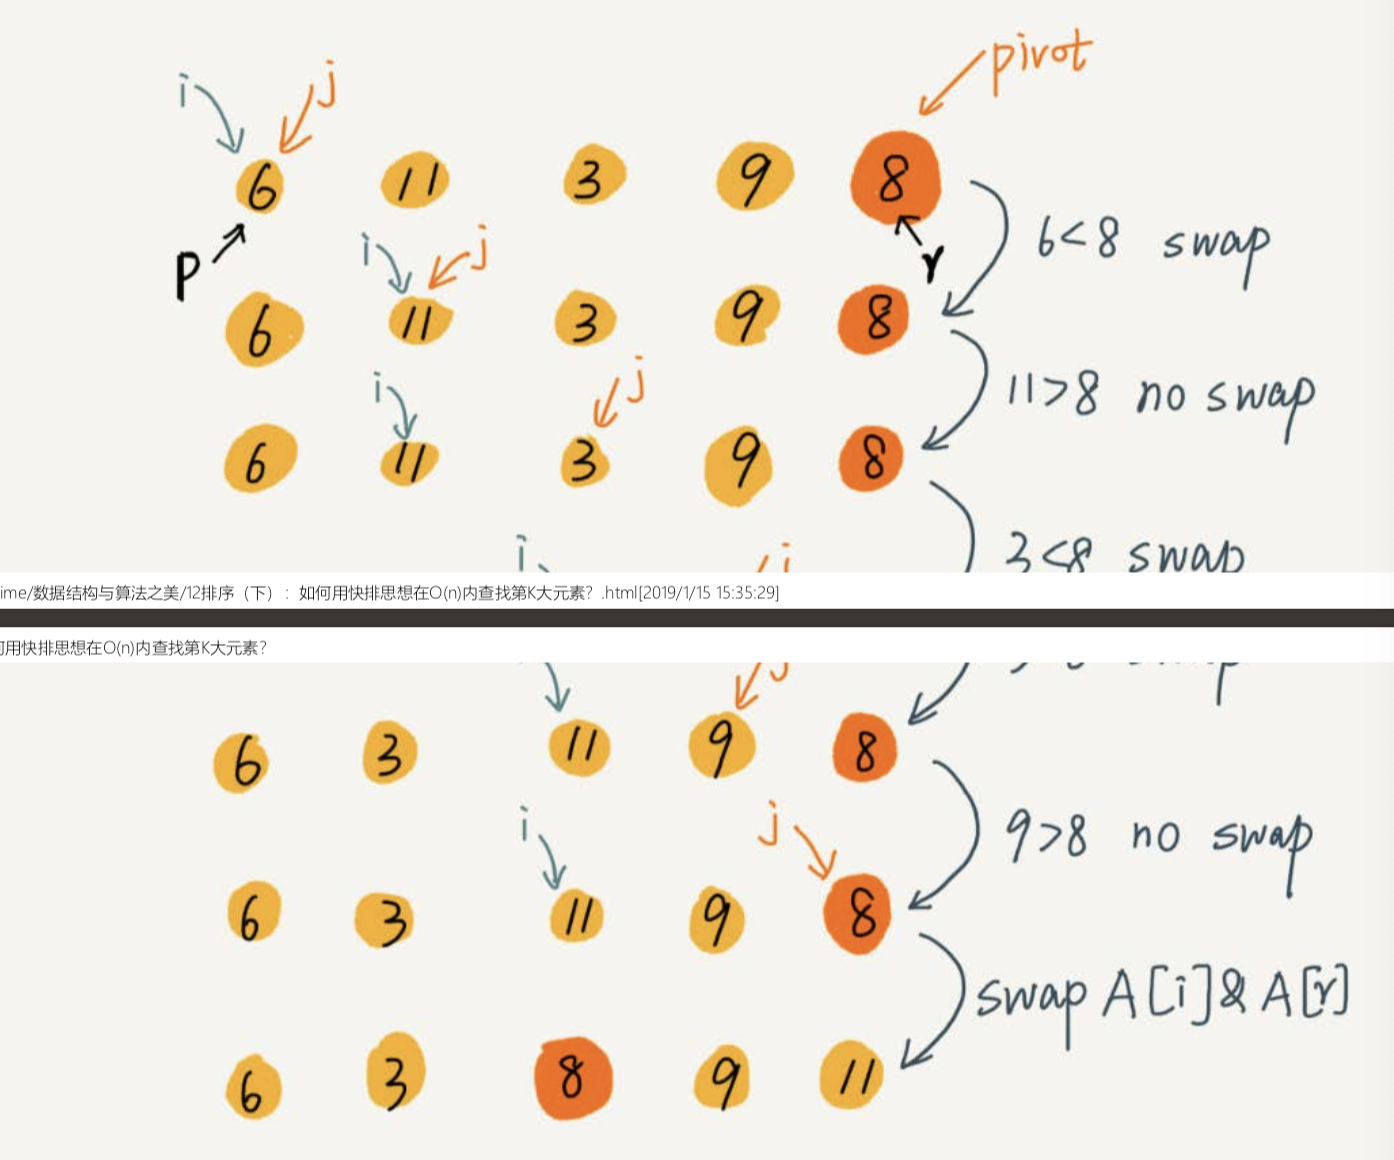 pivot
i j
6 11 3 9 8
p i j r 6<8 swap
6 11 3 9 8
i j 11>8 no swap
6 11 3 9 8
i j 3<8 swap
ime/数据结构与算法之美/12排序（下）：如何用快排思想在O(n)内查找第K大元素？.html[2019/1/15 15:35:29]
何用快排思想在O(n)内查找第K大元素？
6 3 11 9 8
i j 9>8 no swap
6 3 11 9 8
swap A[i]&A[r]
6 3 8 9 11